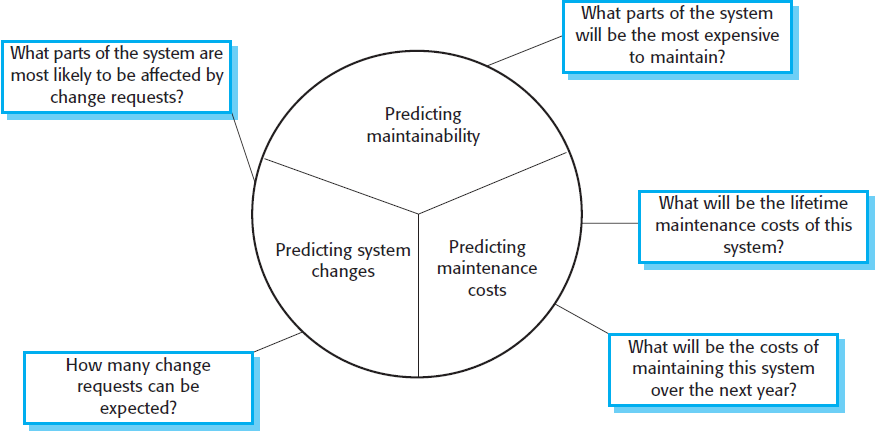 What parts of the system
will be the most expensive
to maintain?
What parts of the system are
most likely to be affected by
change requests?
Predicting
maintainability
What will be the lifetime
maintenance costs of this
system?
Predicting system
changes
Predicting
maintenance
costs
What will be the costs of
maintaining this system
over the next year?
How many change
requests can be
expected?